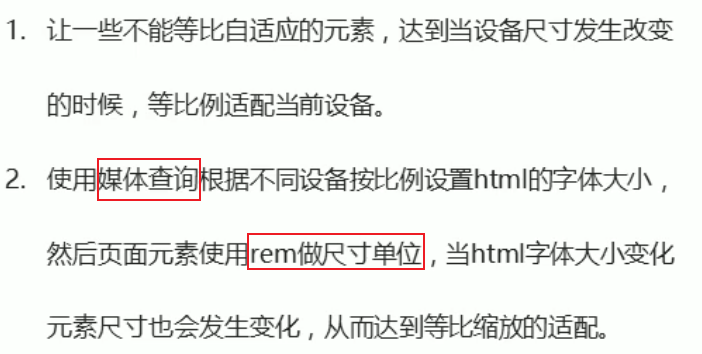 1. 让一些不能等比自适应的元素，达到当设备尺寸发生改变
的时候，等比例适配当前设备。
2. 使用媒体查询根据不同设备按比例设置html的字体大小，
然后页面元素使用rem做尺寸单位，当html字体大小变化
元素尺寸也会发生变化，从而达到等比缩放的适配。